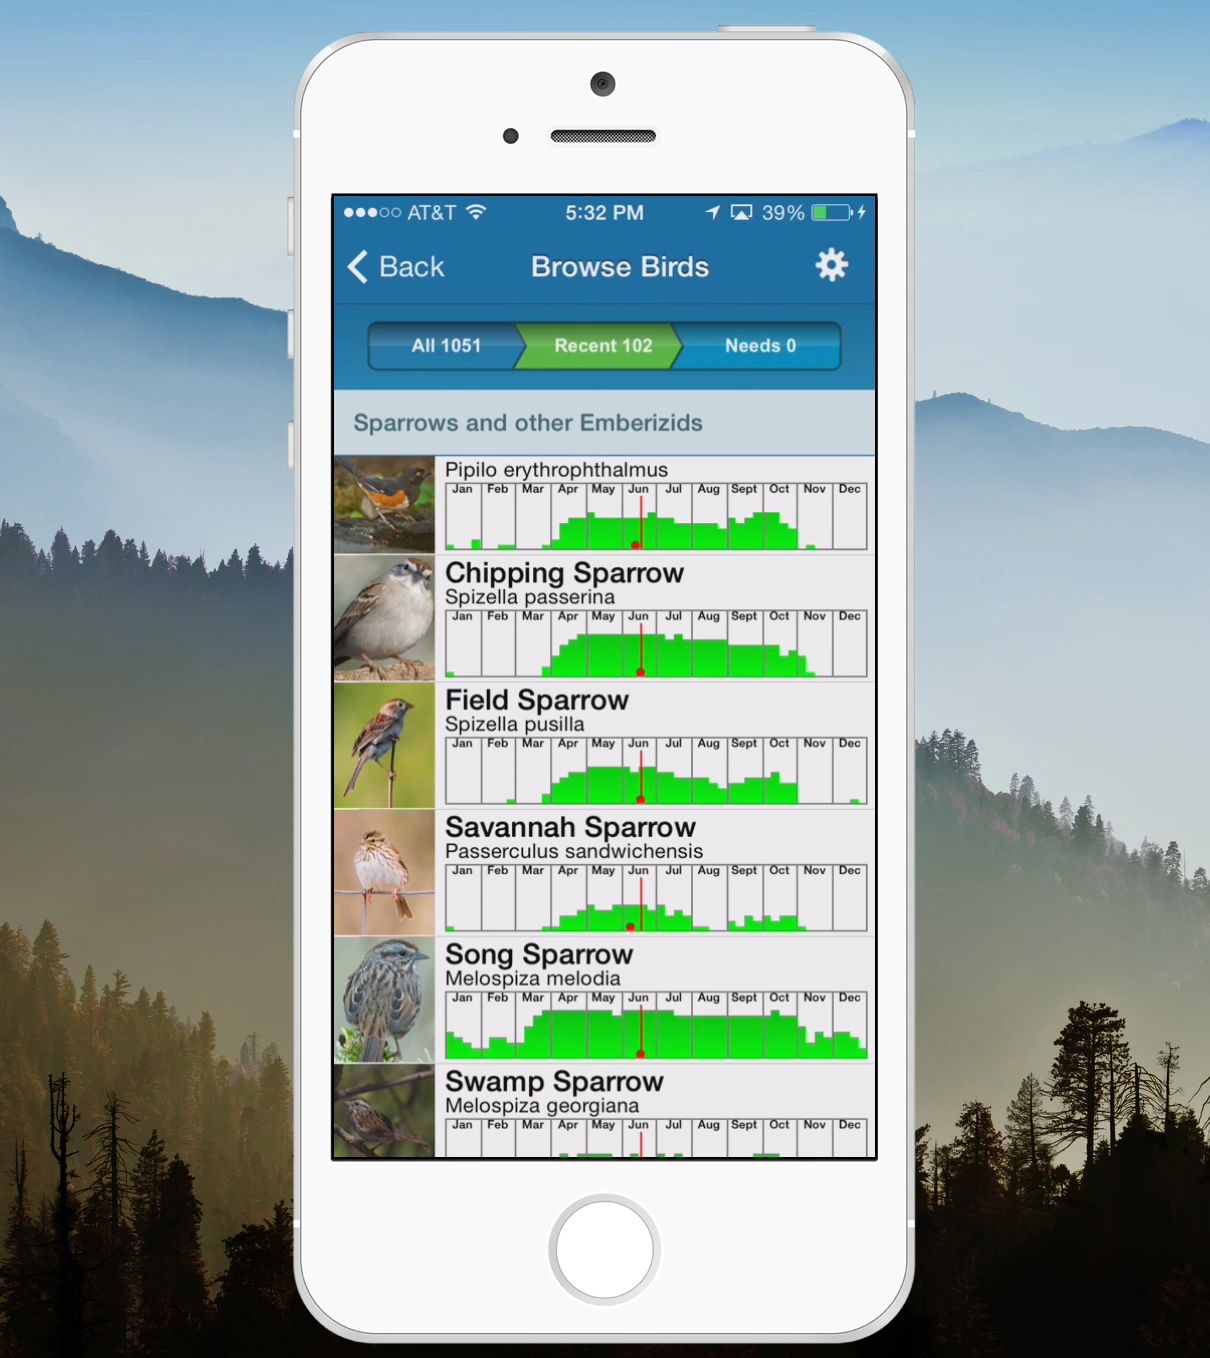 AT&T 5:32 PM 39%
Back Browse Birds
All 1051 Recent 102 Needs 0
Sparrows and other Emberizids
Pipilo erythrophthalmus
Jan Feb Mar Apr May Jun Jul Aug Sept Oct Nov Dec
Chipping Sparrow
Spizella passerina
Jan Feb Mar Apr May Jun Jul Aug Sept Oct Nov Dec
Field Sparrow
Spizella pusilla
Jan Feb Mar Apr May Jun Jul Aug Sept Oct Nov Dec
Savannah Sparrow
Passerculus sandwichensis
Jan Feb Mar Apr May Jun Jul Aug Sept Oct Nov Dec
Song Sparrow
Melospiza melodia
Jan Feb Mar Apr May Jun Jul Aug Sept Oct Nov Dec
Swamp Sparrow
Melospiza georgiana
Jan Feb Mar Apr May Jun Jul Aug Sept Oct Nov Dec